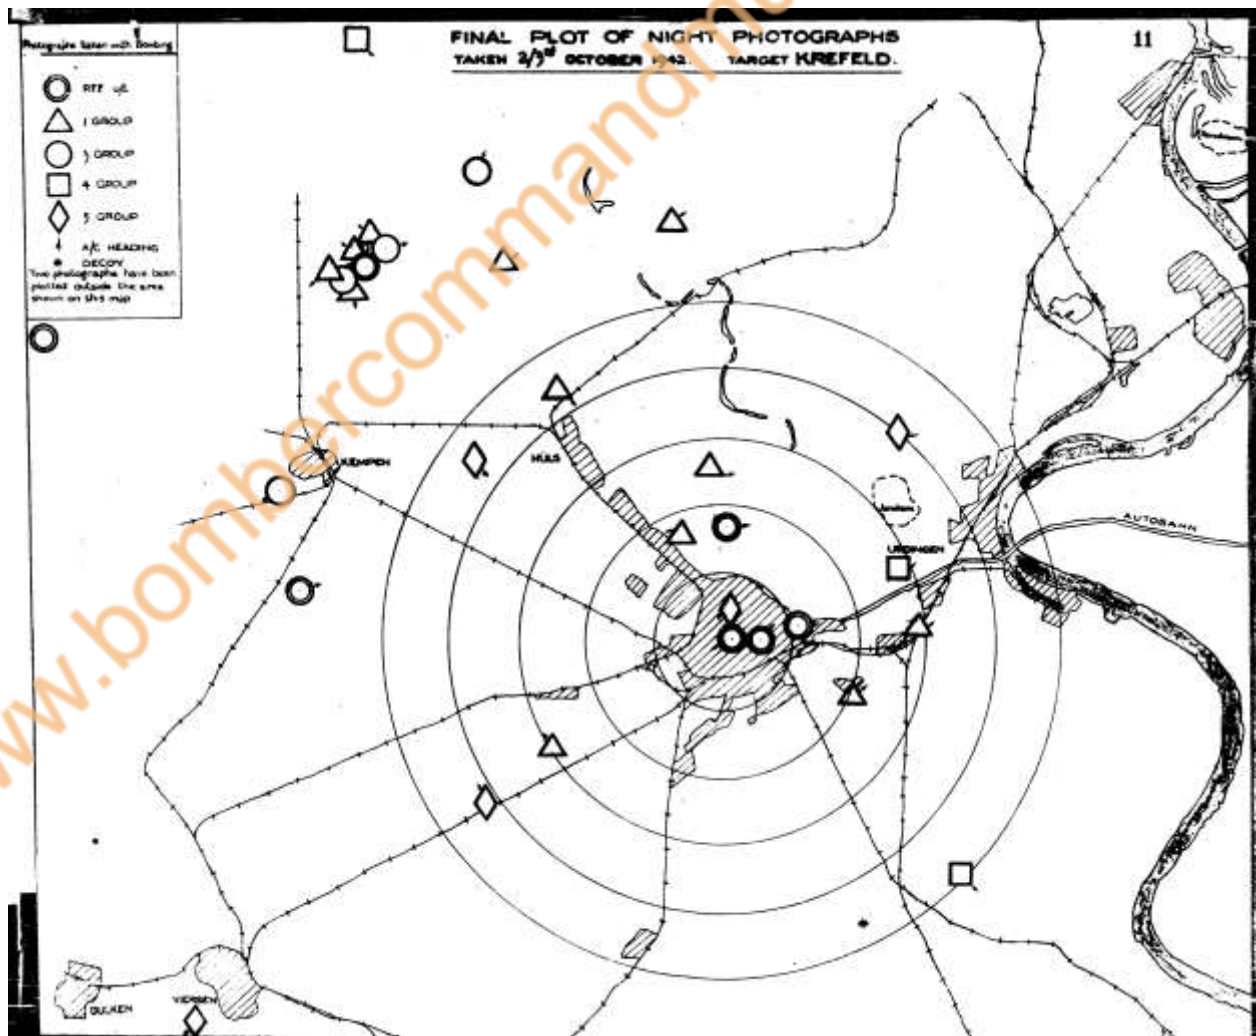 FINAL PLOT OF NIGHT PHOTOGRAPHS
TAKEN 2/3rd OCTOBER 1942. TARGET KREFELD.
11
Photographs taken with Bombing
PFF
1 GROUP
3 GROUP
4 GROUP
5 GROUP
A/C HEADING
DECOY
Two photographs have been
plotted outside the area
shown on this map
KEMPEN
HULS
AUTOBAHN
UERDINGEN
DULKEN
VIERSEN
www.bombercommandm